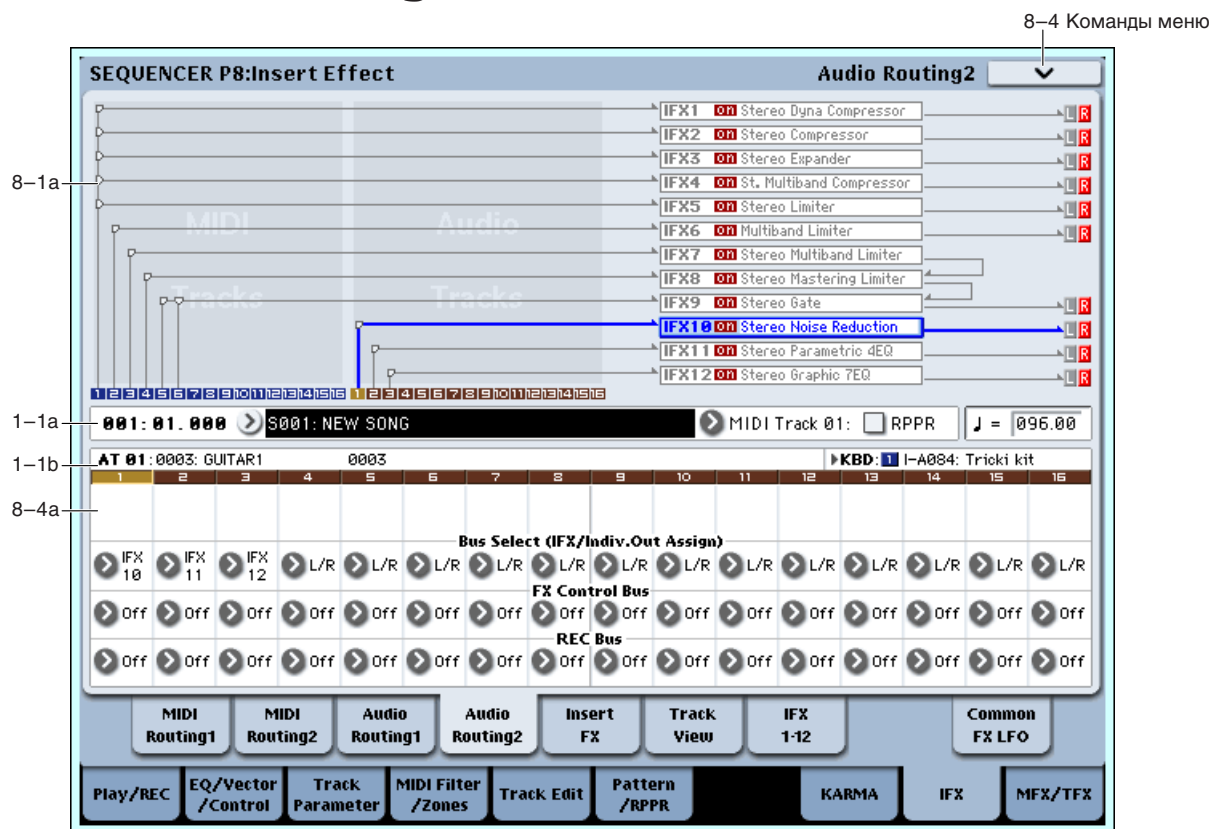 8–4 Команды меню
SEQUENCER P8:Insert Effect Audio Routing2
IFX1 on Stereo Dyna Compressor L R
IFX2 on Stereo Compressor L R
IFX3 on Stereo Expander L R
8–1a IFX4 on St. Multiband Compressor L R
IFX5 on Stereo Limiter L R
MIDI Audio IFX6 on Multiband Limiter L R
IFX7 on Stereo Multiband Limiter
IFX8 on Stereo Mastering Limiter
Tracks Tracks IFX9 on Stereo Gate L R
IFX10 on Stereo Noise Reduction L R
IFX11 on Stereo Parametric 4EQ L R
IFX12 on Stereo Graphic 7EQ L R
1 2 3 4 5 6 7 8 9 10 11 12 13 14 15 16 1 2 3 4 5 6 7 8 9 10 11 12 13 14 15 16
1–1a 001:01.000 S001: NEW SONG MIDI Track 01: RPPR ♩ = 096.00
1–1b AT 01:0003: GUITAR1 0003 KBD: 1 I-A084: Tricki kit
1 2 3 4 5 6 7 8 9 10 11 12 13 14 15 16
8–4a
Bus Select (IFX/Indiv.Out Assign)
IFX 10 IFX 11 IFX 12 L/R L/R L/R L/R L/R L/R L/R L/R L/R L/R L/R L/R L/R
FX Control Bus
Off Off Off Off Off Off Off Off Off Off Off Off Off Off Off Off
REC Bus
Off Off Off Off Off Off Off Off Off Off Off Off Off Off Off Off
MIDI Routing1 MIDI Routing2 Audio Routing1 Audio Routing2 Insert FX Track View IFX 1-12 Common FX LFO
Play/REC EQ/Vector /Control Track Parameter MIDI Filter /Zones Track Edit Pattern /RPPR KARMA IFX MFX/TFX